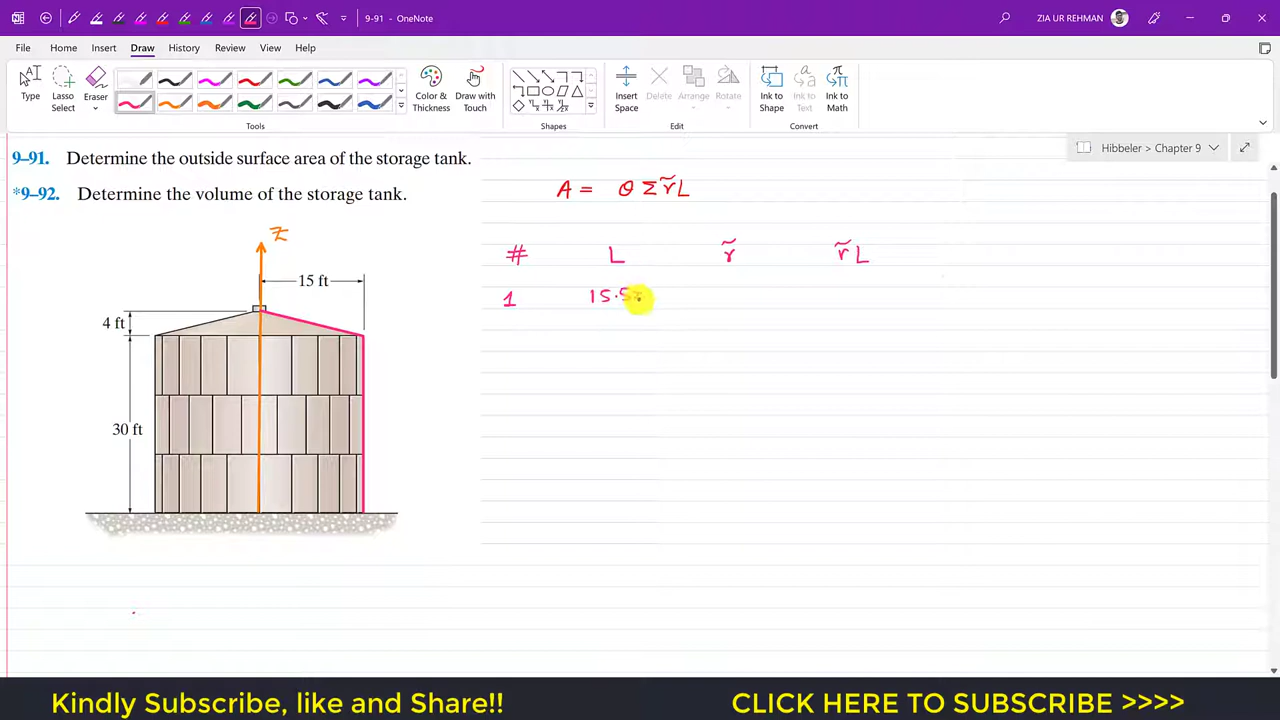 9-91 - OneNote
ZIA UR REHMAN
File Home Insert Draw History Review View Help
Type
Lasso Select
Eraser
Color & Thickness
Draw with Touch
Insert Space
Delete
Arrange
Rotate
Ink to Shape
Ink to Text
Ink to Math
Tools
Shapes
Edit
Convert
Hibbeler > Chapter 9
9–91. Determine the outside surface area of the storage tank.
*9–92. Determine the volume of the storage tank.
A = θ Σ r̃ L
# L r̃ r̃ L
1 15.5
z
15 ft
4 ft
30 ft
Kindly Subscribe, like and Share!!
CLICK HERE TO SUBSCRIBE >>>>